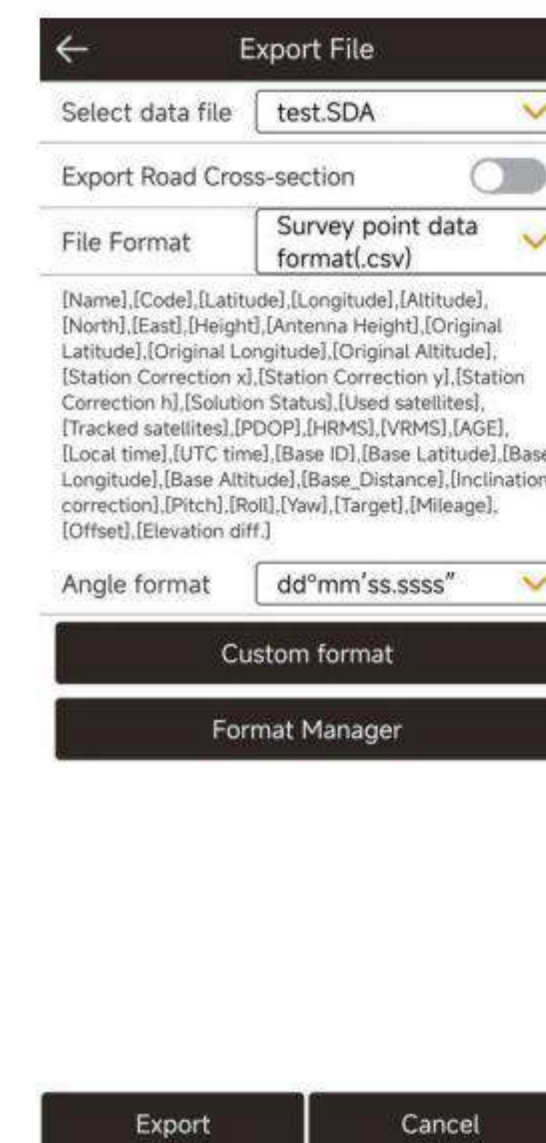 Export File
Select data file test.SDA
Export Road Cross-section
File Format Survey point data
format(.csv)
[Name],[Code],[Latitude],[Longitude],[Altitude],
[North],[East],[Height],[Antenna Height],[Original
Latitude],[Original Longitude],[Original Altitude],
[Station Correction x],[Station Correction y],[Station
Correction h],[Solution Status],[Used satellites],
[Tracked satellites],[PDOP],[HRMS],[VRMS],[AGE],
[Local time],[UTC time],[Base ID],[Base Latitude],[Base
Longitude],[Base Altitude],[Base_Distance],[Inclination
correction],[Pitch],[Roll],[Yaw],[Target],[Mileage],
[Offset],[Elevation diff.]
Angle format dd°mm'ss.ssss"
Custom format
Format Manager
Export Cancel